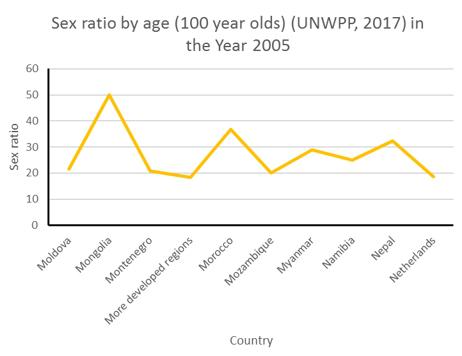 Sex ratio by age (100 year olds) (UNWPP, 2017) in
the Year 2005
60
50
40
30
20
10
0
Sex ratio
Moldova
Mongolia
Montenegro
More developed regions
Morocco
Mozambique
Myanmar
Namibia
Nepal
Netherlands
Country